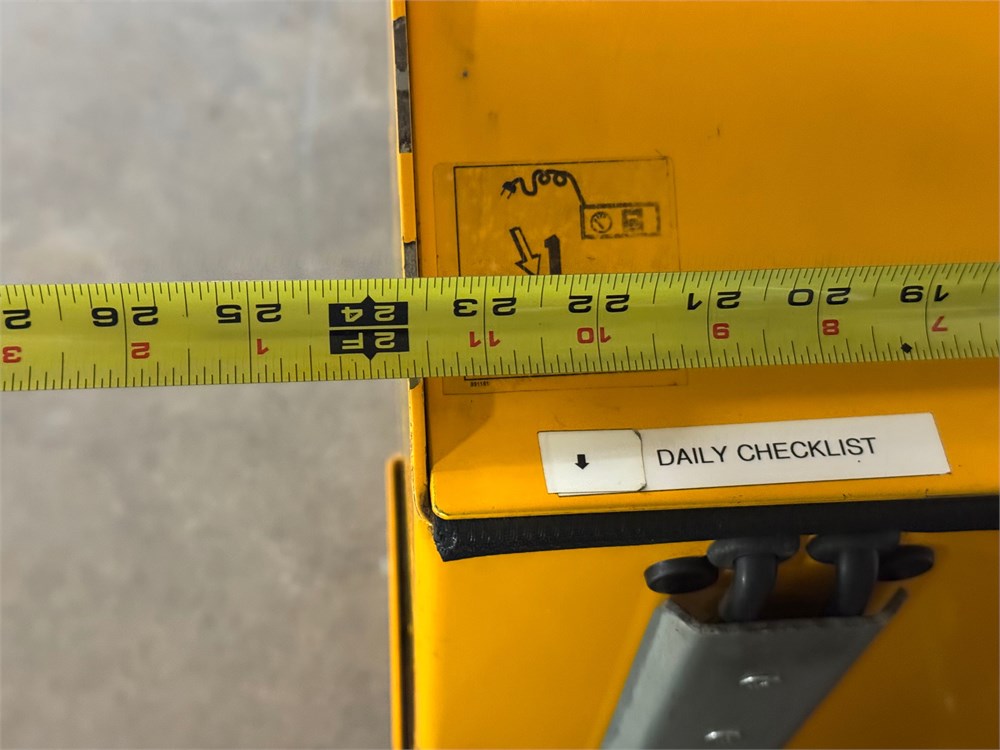 1
19 20 21 22 23 24 25 26
7 8 9 10 11 2F 1 2 3
DAILY CHECKLIST